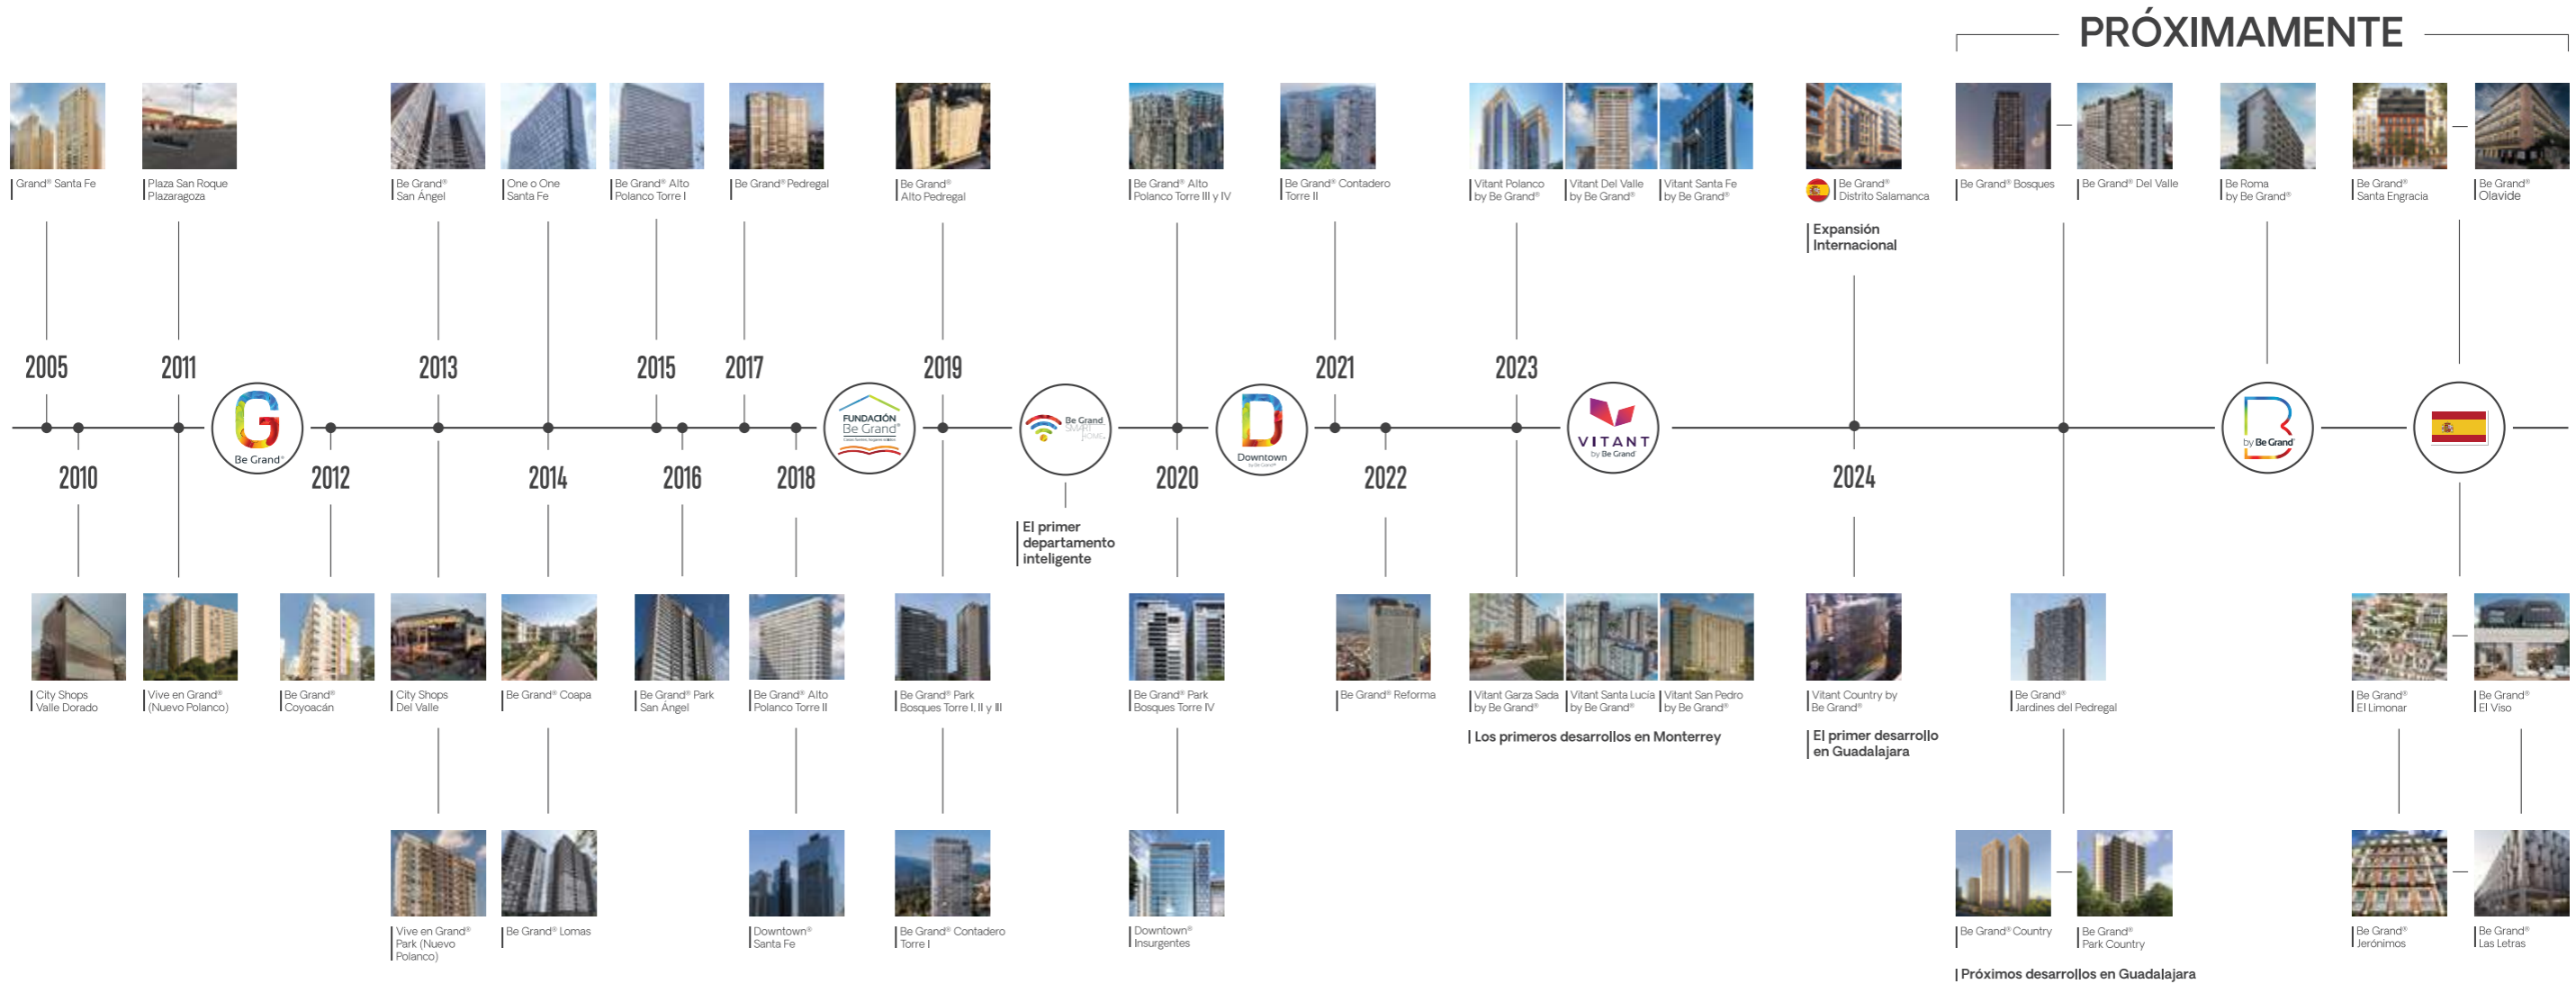 PRÓXIMAMENTE
Grand® Santa Fe
Plaza San Roque
Plazaragoza
Be Grand®
San Ángel
One o One
Santa Fe
Be Grand® Alto
Polanco Torre I
Be Grand® Pedregal
Be Grand®
Alto Pedregal
Be Grand® Alto
Polanco Torre III y IV
Be Grand® Contadero
Torre II
Vitant Polanco
by Be Grand®
Vitant Del Valle
by Be Grand®
Vitant Santa Fe
by Be Grand®
Be Grand®
Distrito Salamanca
Expansión
Internacional
Be Grand® Bosques
Be Grand® Del Valle
Be Roma
by Be Grand®
Be Grand®
Santa Engracia
Be Grand®
Olavide
2005
2011
2013
2015
2017
2019
2021
2023
G
Be Grand®
FUNDACIÓN
Be Grand®
Be Grand
SMART
HOME
D
Downtown
by Be Grand®
VITANT
by Be Grand®
by Be Grand®
2010
2012
2014
2016
2018
2020
2022
2024
El primer
departamento
inteligente
City Shops
Valle Dorado
Vive en Grand®
(Nuevo Polanco)
Be Grand®
Coyoacán
City Shops
Del Valle
Be Grand® Coapa
Be Grand® Park
San Ángel
Be Grand® Alto
Polanco Torre II
Be Grand® Park
Bosques Torre I, II y III
Be Grand® Park
Bosques Torre IV
Be Grand® Reforma
Vitant Garza Sada
by Be Grand®
Vitant Santa Lucía
by Be Grand®
Vitant San Pedro
by Be Grand®
Los primeros desarrollos en Monterrey
Vitant Country by
Be Grand®
El primer desarrollo
en Guadalajara
Be Grand®
Jardines del Pedregal
Be Grand®
El Limonar
Be Grand®
El Viso
Vive en Grand®
Park (Nuevo
Polanco)
Be Grand® Lomas
Downtown®
Santa Fe
Be Grand® Contadero
Torre I
Downtown®
Insurgentes
Be Grand® Country
Be Grand®
Park Country
Próximos desarrollos en Guadalajara
Be Grand®
Jerónimos
Be Grand®
Las Letras